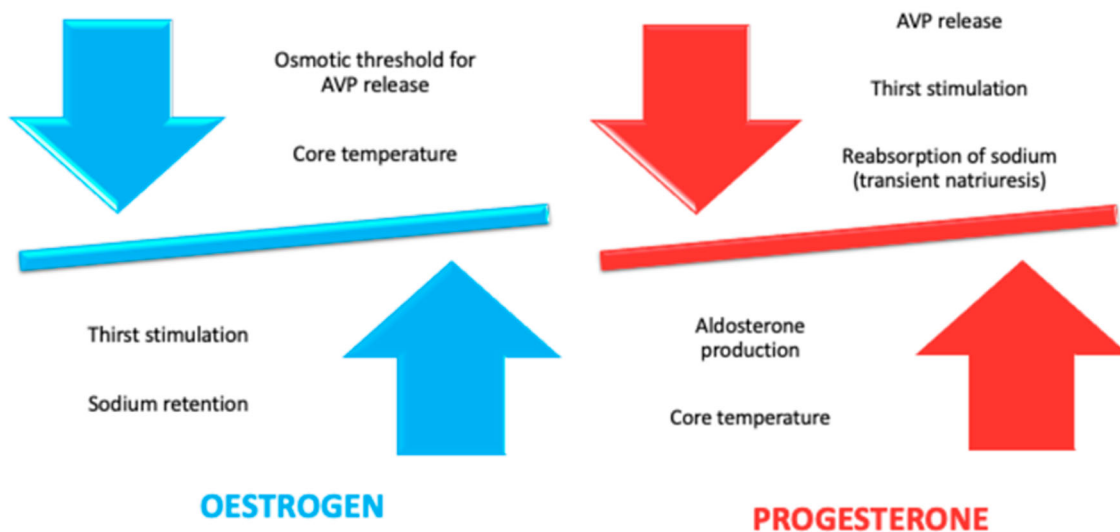 Osmotic threshold for
AVP release
Core temperature
Thirst stimulation
Sodium retention
OESTROGEN
AVP release
Thirst stimulation
Reabsorption of sodium
(transient natriuresis)
Aldosterone
production
Core temperature
PROGESTERONE